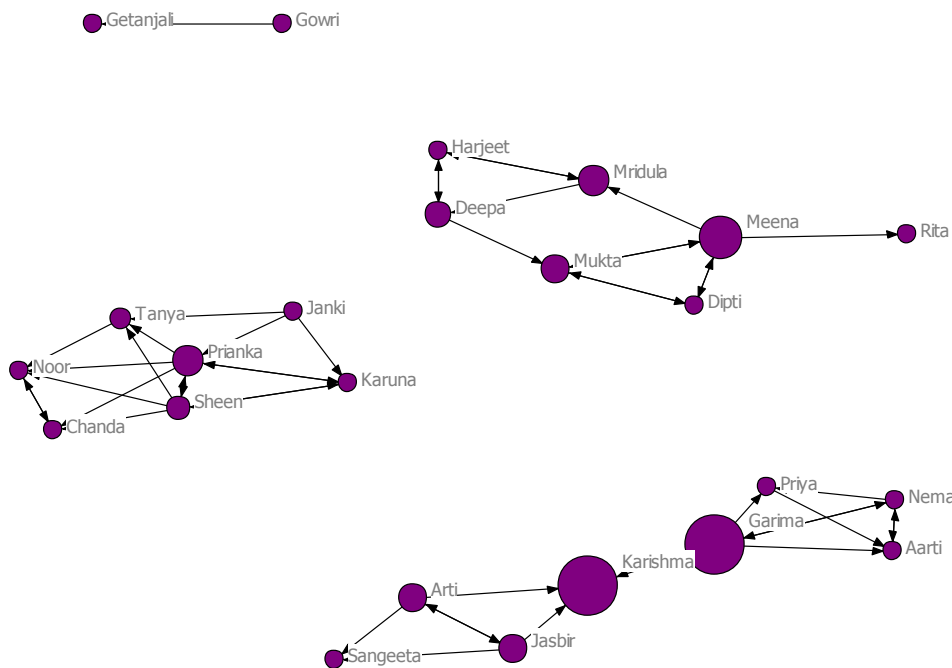 Getanjali
Gowri
Harjeet
Mridula
Deepa
Meena
Rita
Mukta
Dipti
Tanya
Janki
Prianka
Noor
Karuna
Sheen
Chanda
Priya
Nema
Garima
Aarti
Karishma
Arti
Jasbir
Sangeeta